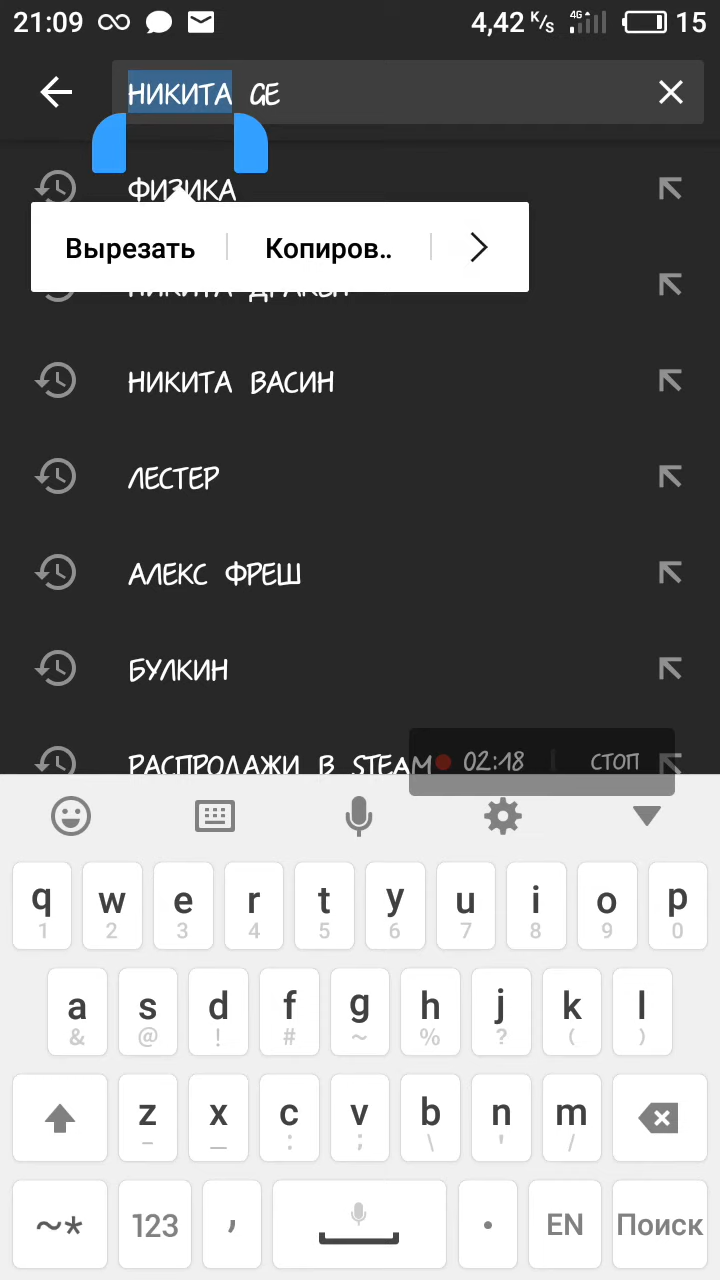 21:09 4,42 K/s 4G 15
НИКИТА GE
ФИЗИКА
Вырезать Копиров..
НИКИТА ВАСИН
ЛЕСТЕР
АЛЕКС ФРЕШ
БУЛКИН
РАСПРОДАЖИ В STEAM 02:18 СТОП
q w e r t y u i o p
1 2 3 4 5 6 7 8 9 0
a s d f g h j k l
& @ ! # ~ % ? ( )
z x c v b n m
– _ : ; \ ' /
~* 123 , . EN Поиск